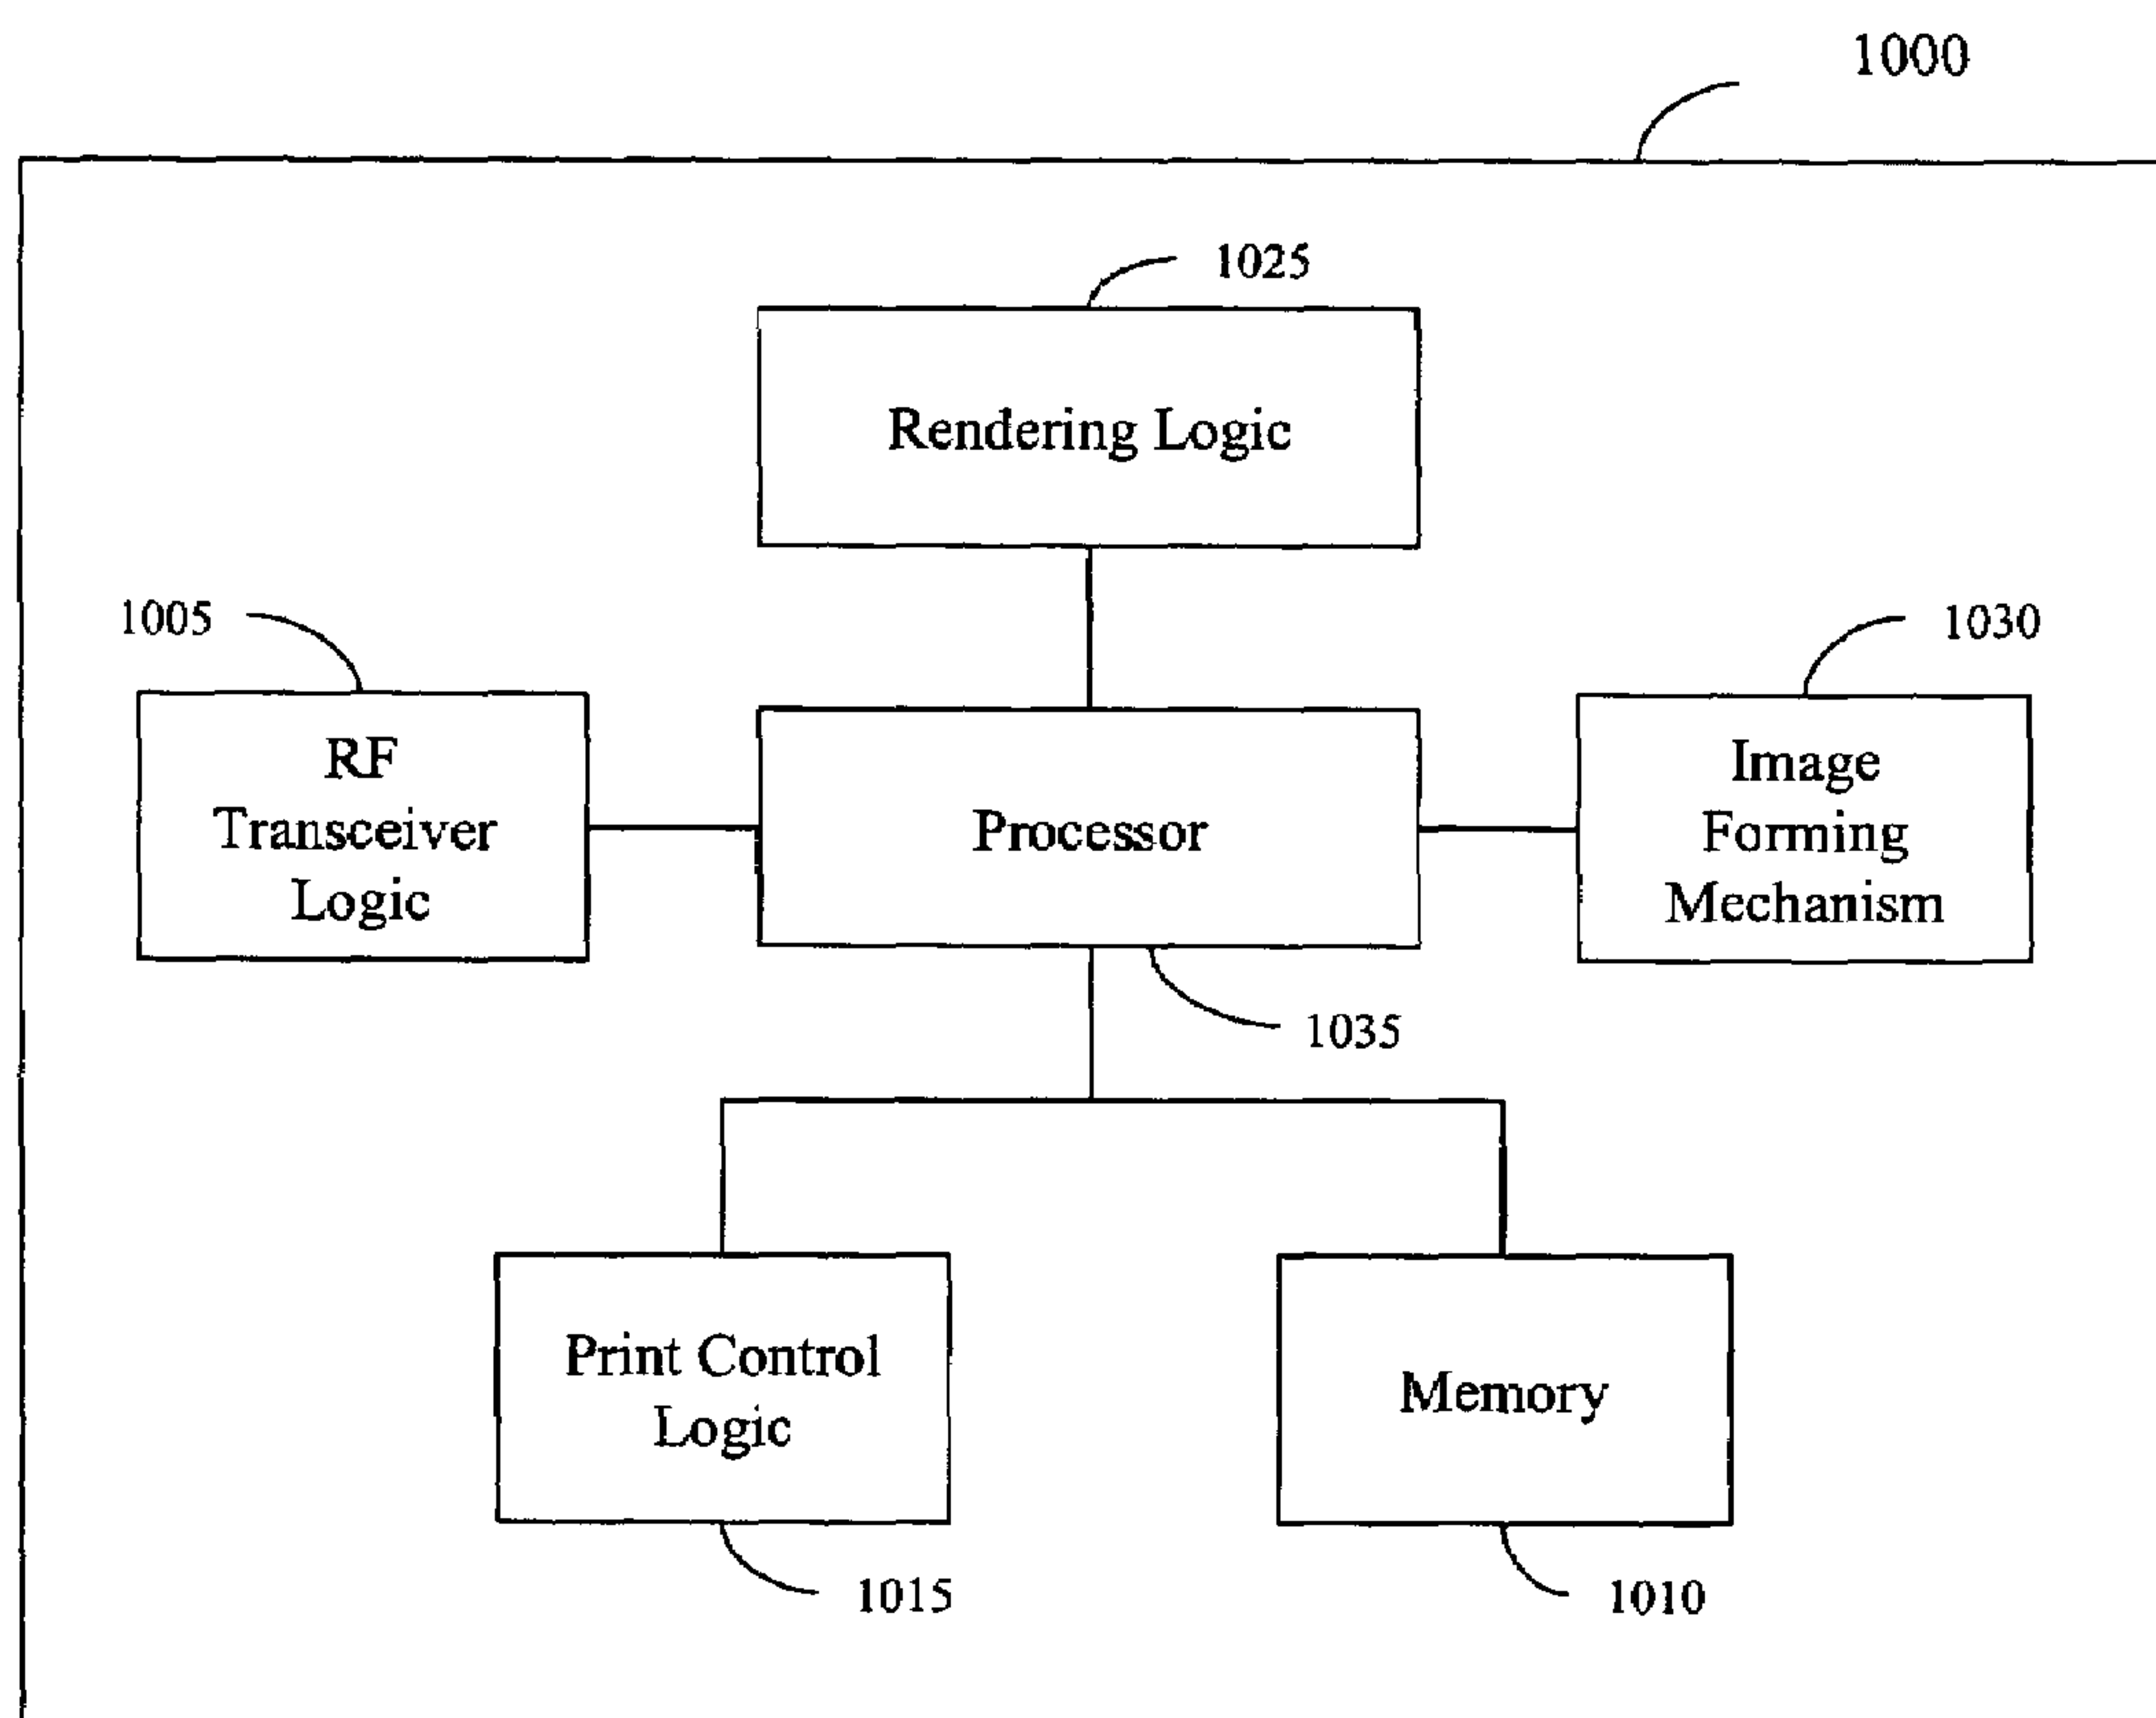 1000
1025
Rendering Logic
1005
1030
RF
Transceiver
Logic
Processor
Image
Forming
Mechanism
1035
Print Control
Logic
Memory
1015
1010